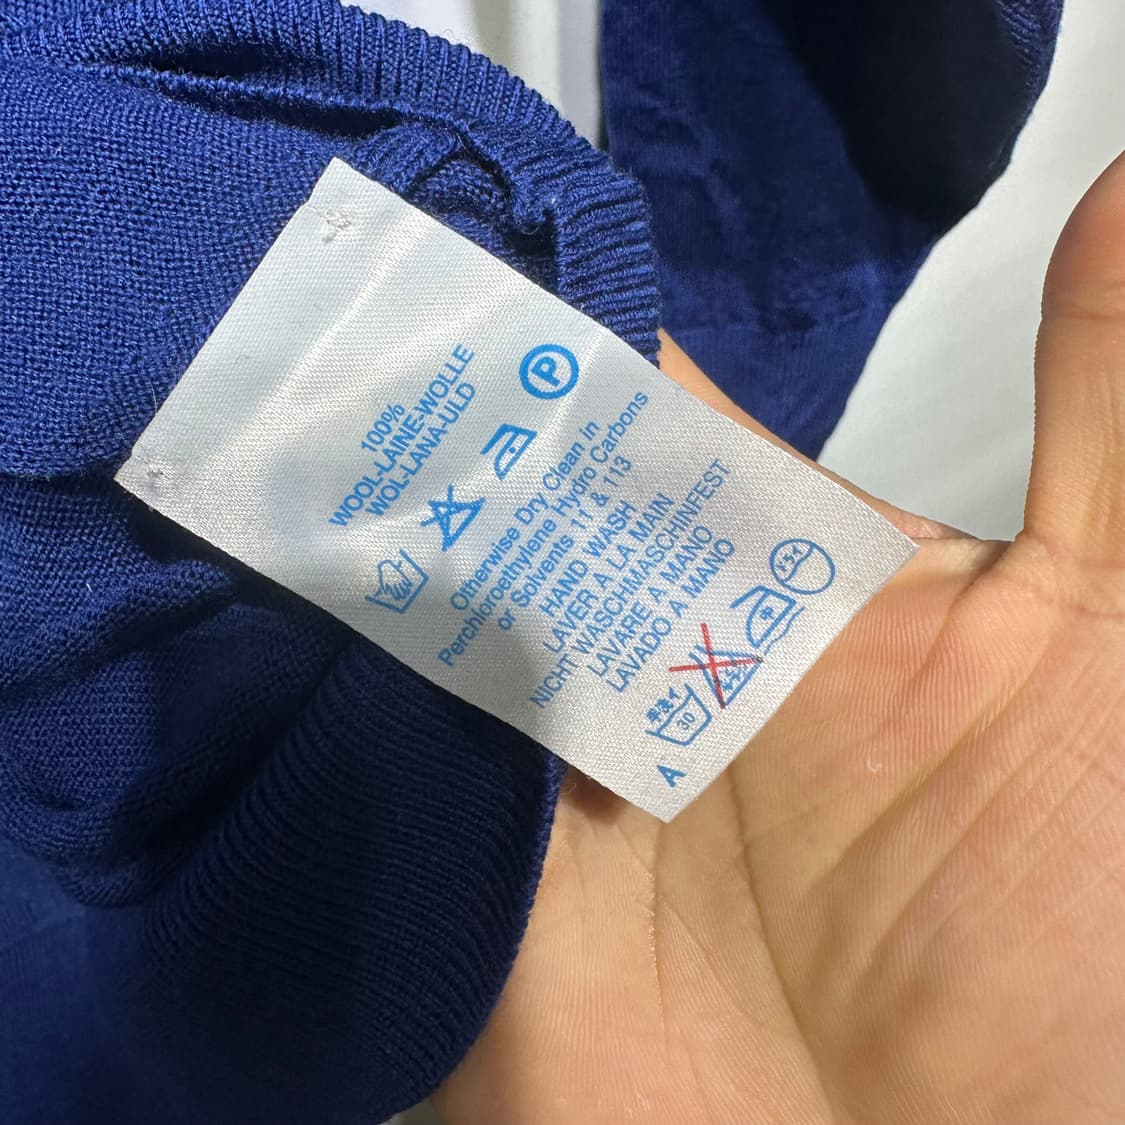 100%
WOOL-LAINE-WOLLE
WOL-LANA-ULD
P
Otherwise Dry Clean in
Perchloroethylene Hydro Carbons
or Solvents 11 & 113
HAND WASH
LAVER A LA MAIN
NICHT WASCHMASCHINFEST
LAVARE A MANO
LAVADO A MANO
30
A